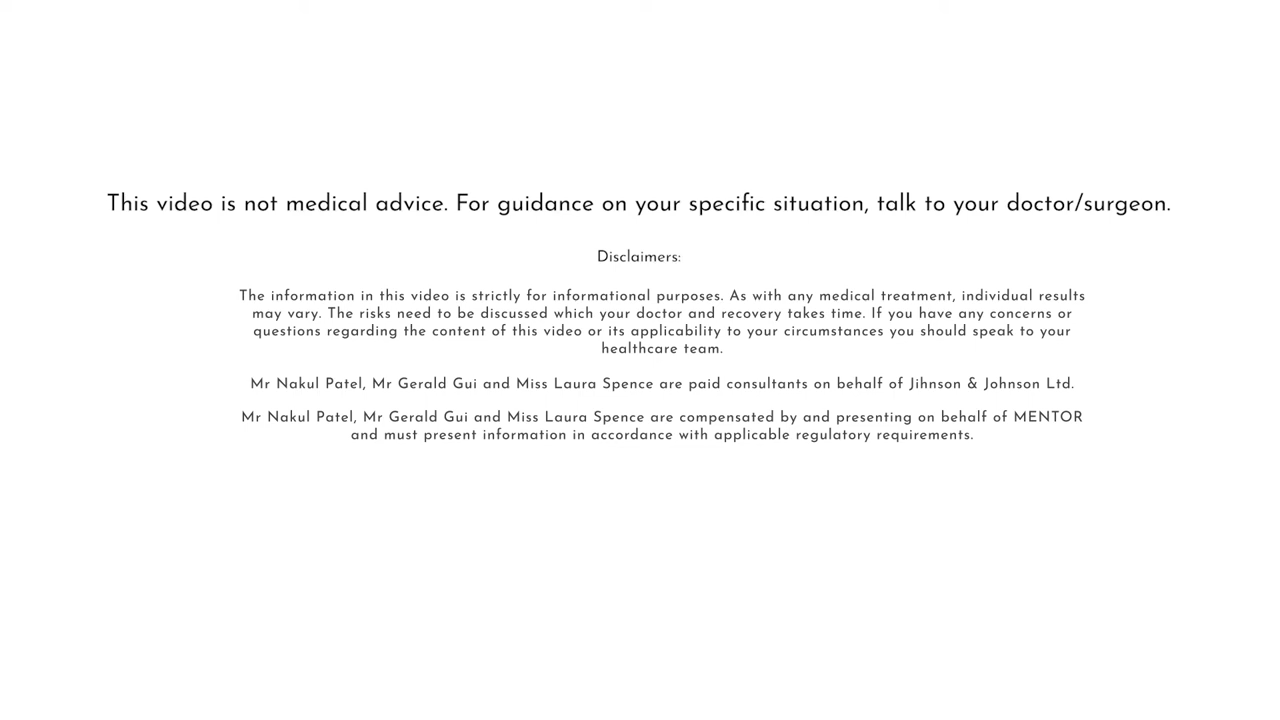 This video is not medical advice. For guidance on your specific situation, talk to your doctor/surgeon.
Disclaimers:
The information in this video is strictly for informational purposes. As with any medical treatment, individual results
may vary. The risks need to be discussed which your doctor and recovery takes time. If you have any concerns or
questions regarding the content of this video or its applicability to your circumstances you should speak to your
healthcare team.
Mr Nakul Patel, Mr Gerald Gui and Miss Laura Spence are paid consultants on behalf of Jihnson & Johnson Ltd.
Mr Nakul Patel, Mr Gerald Gui and Miss Laura Spence are compensated by and presenting on behalf of MENTOR
and must present information in accordance with applicable regulatory requirements.